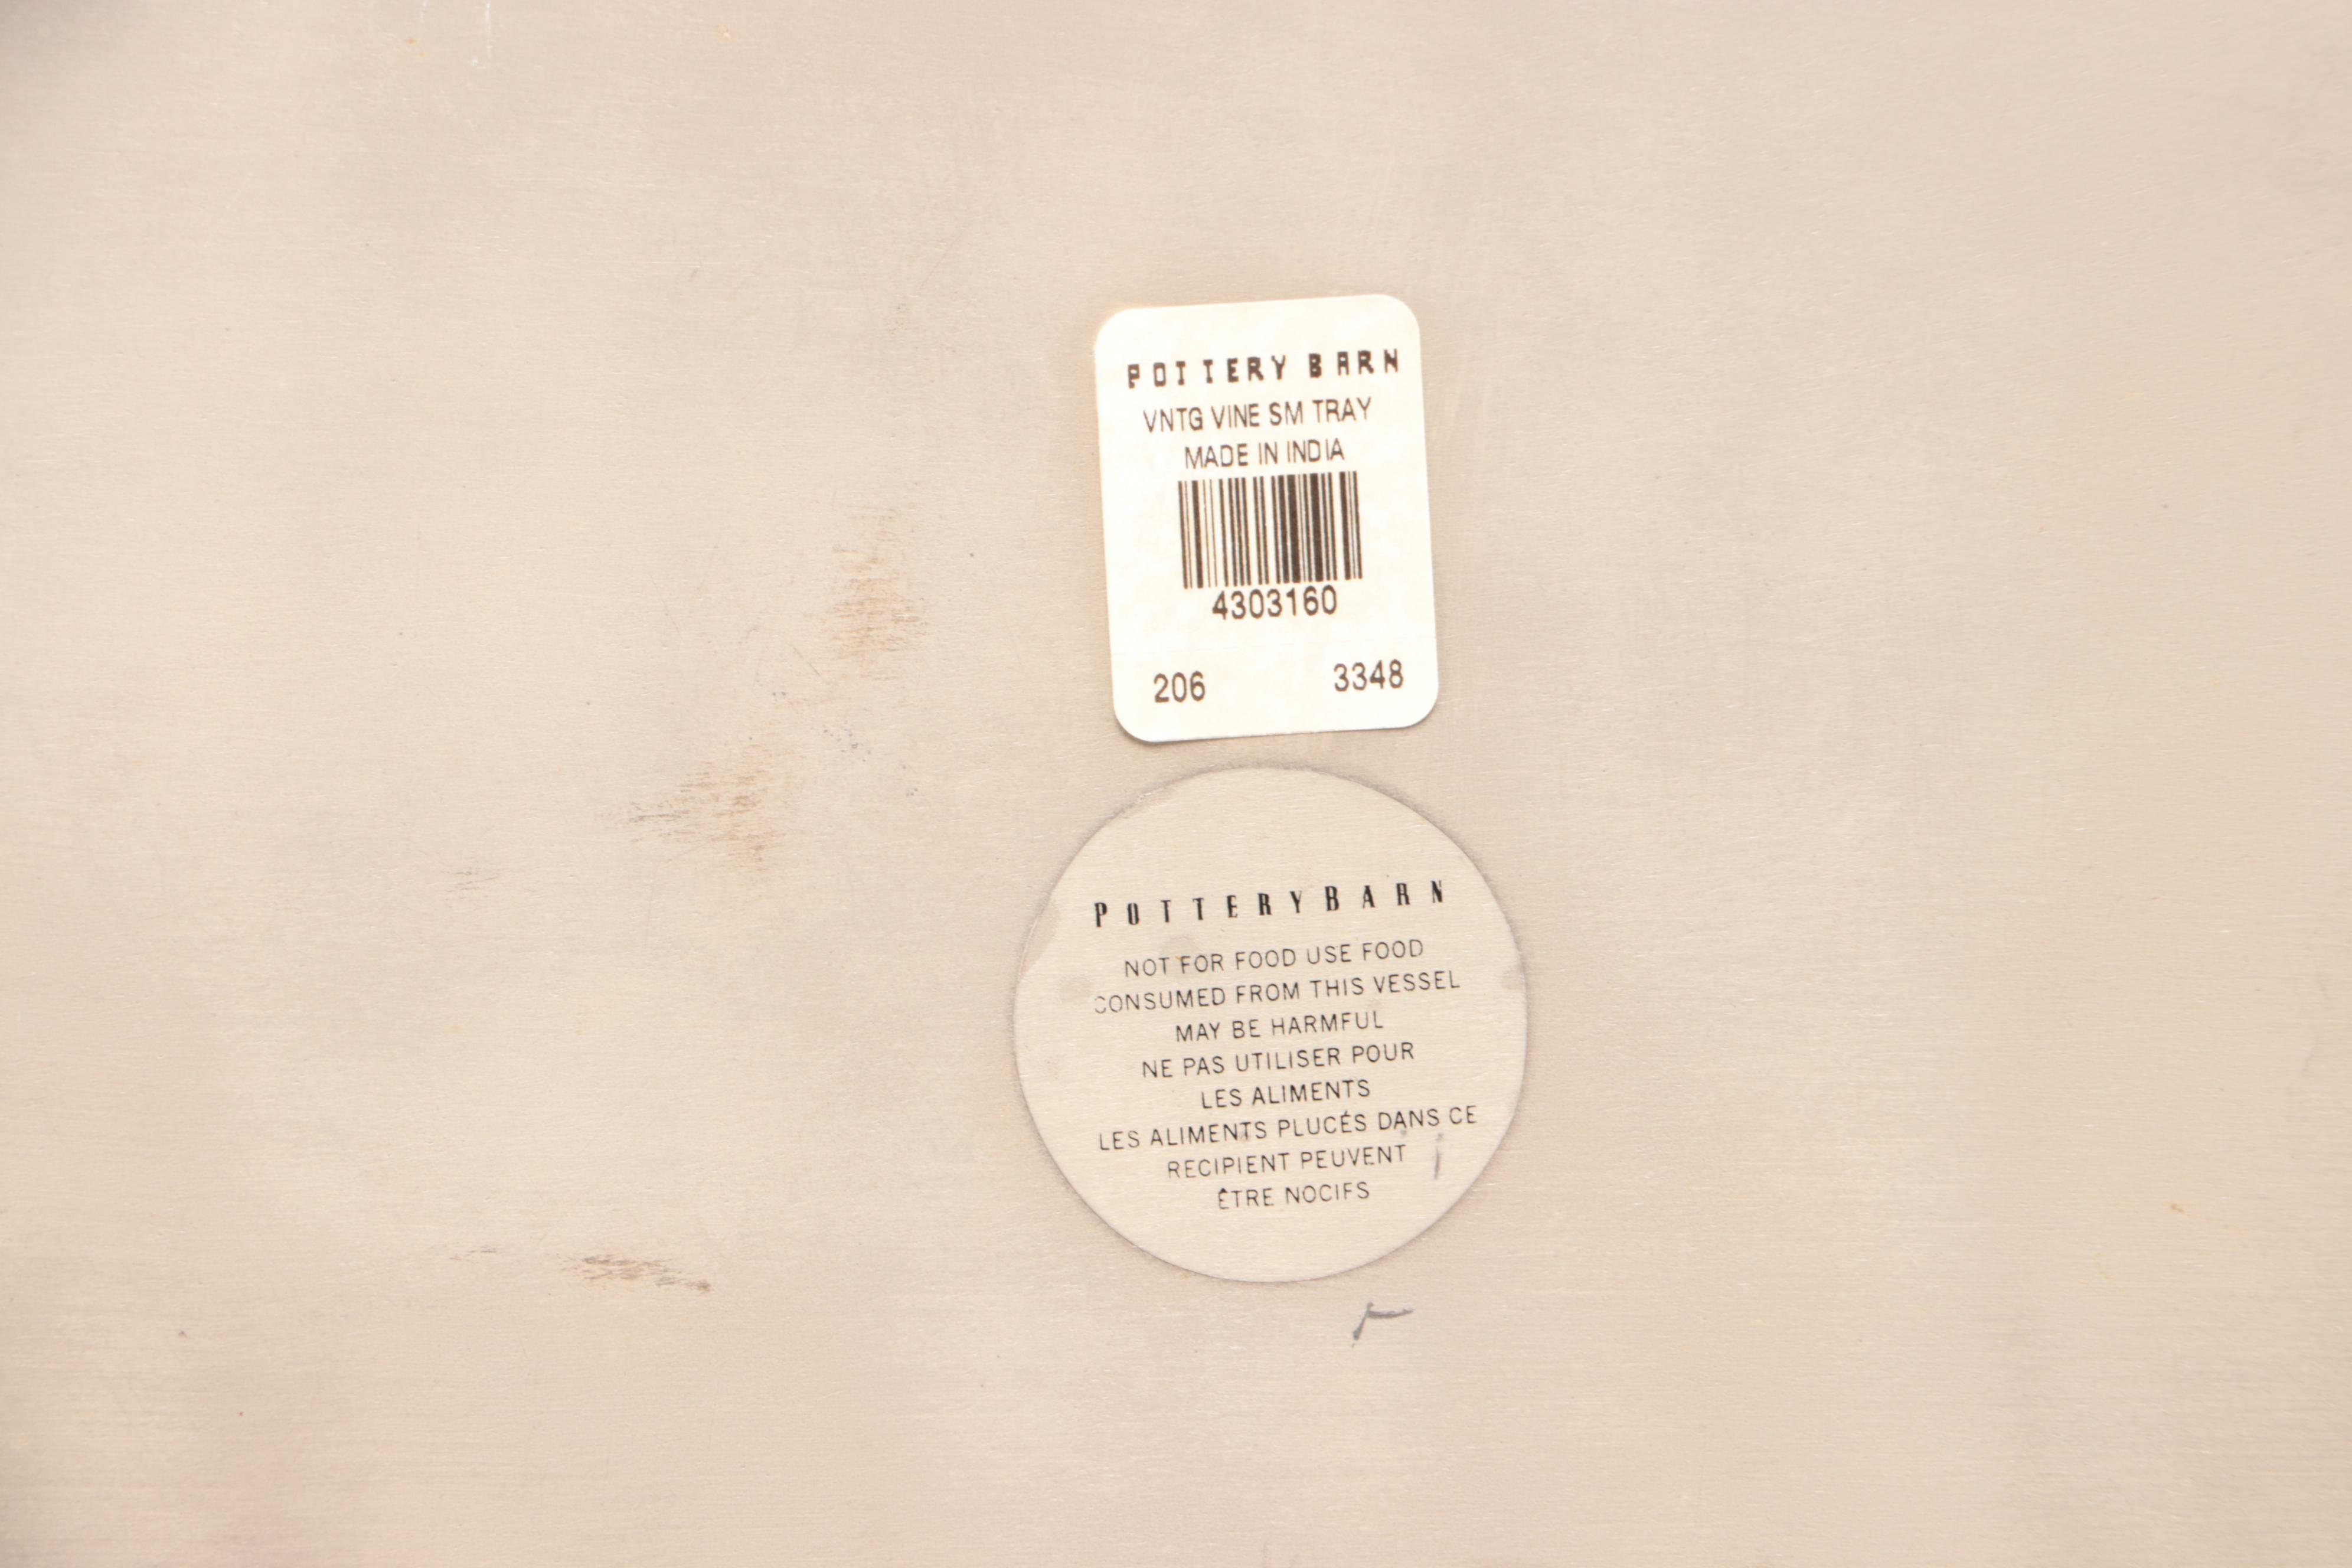 POTTERY BARN
VNTG VINE SM TRAY
MADE IN INDIA
4303160
206 3348
POTTERYBARN
NOT FOR FOOD USE FOOD
CONSUMED FROM THIS VESSEL
MAY BE HARMFUL
NE PAS UTILISER POUR
LES ALIMENTS
LES ALIMENTS PLUCÉS DANS CE
RECIPIENT PEUVENT
ÊTRE NOCIFS